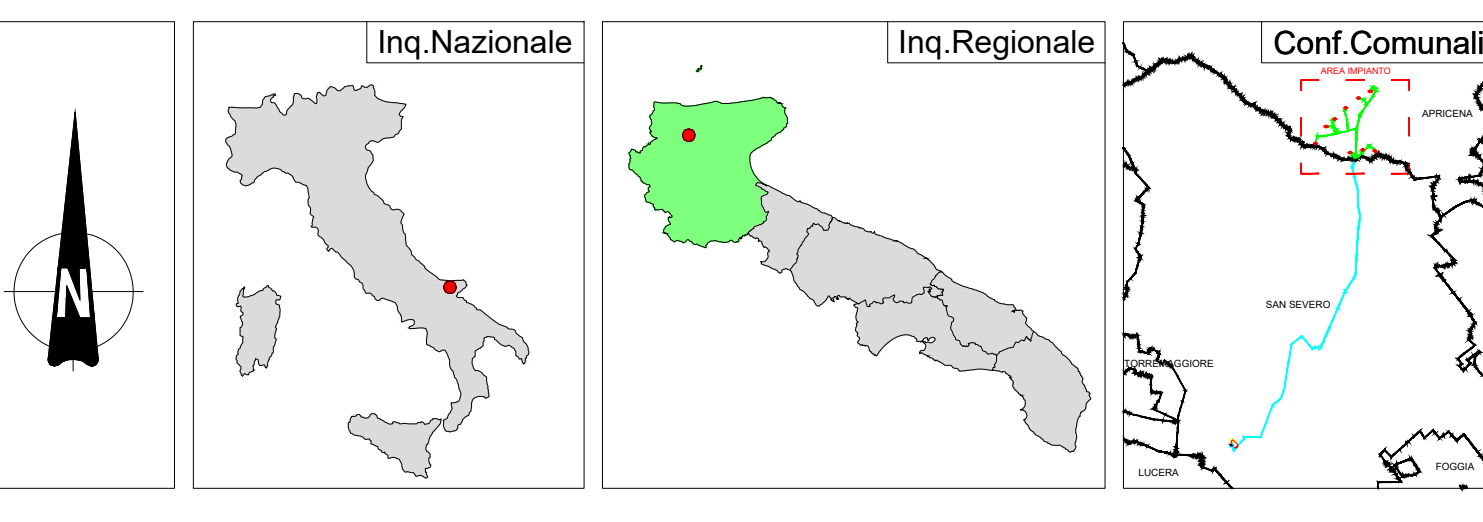 N
Inq.Nazionale
Inq.Regionale
Conf.Comunali
AREA IMPIANTO
APRICENA
SAN SEVERO
TORREMAGGIORE
LUCERA
FOGGIA